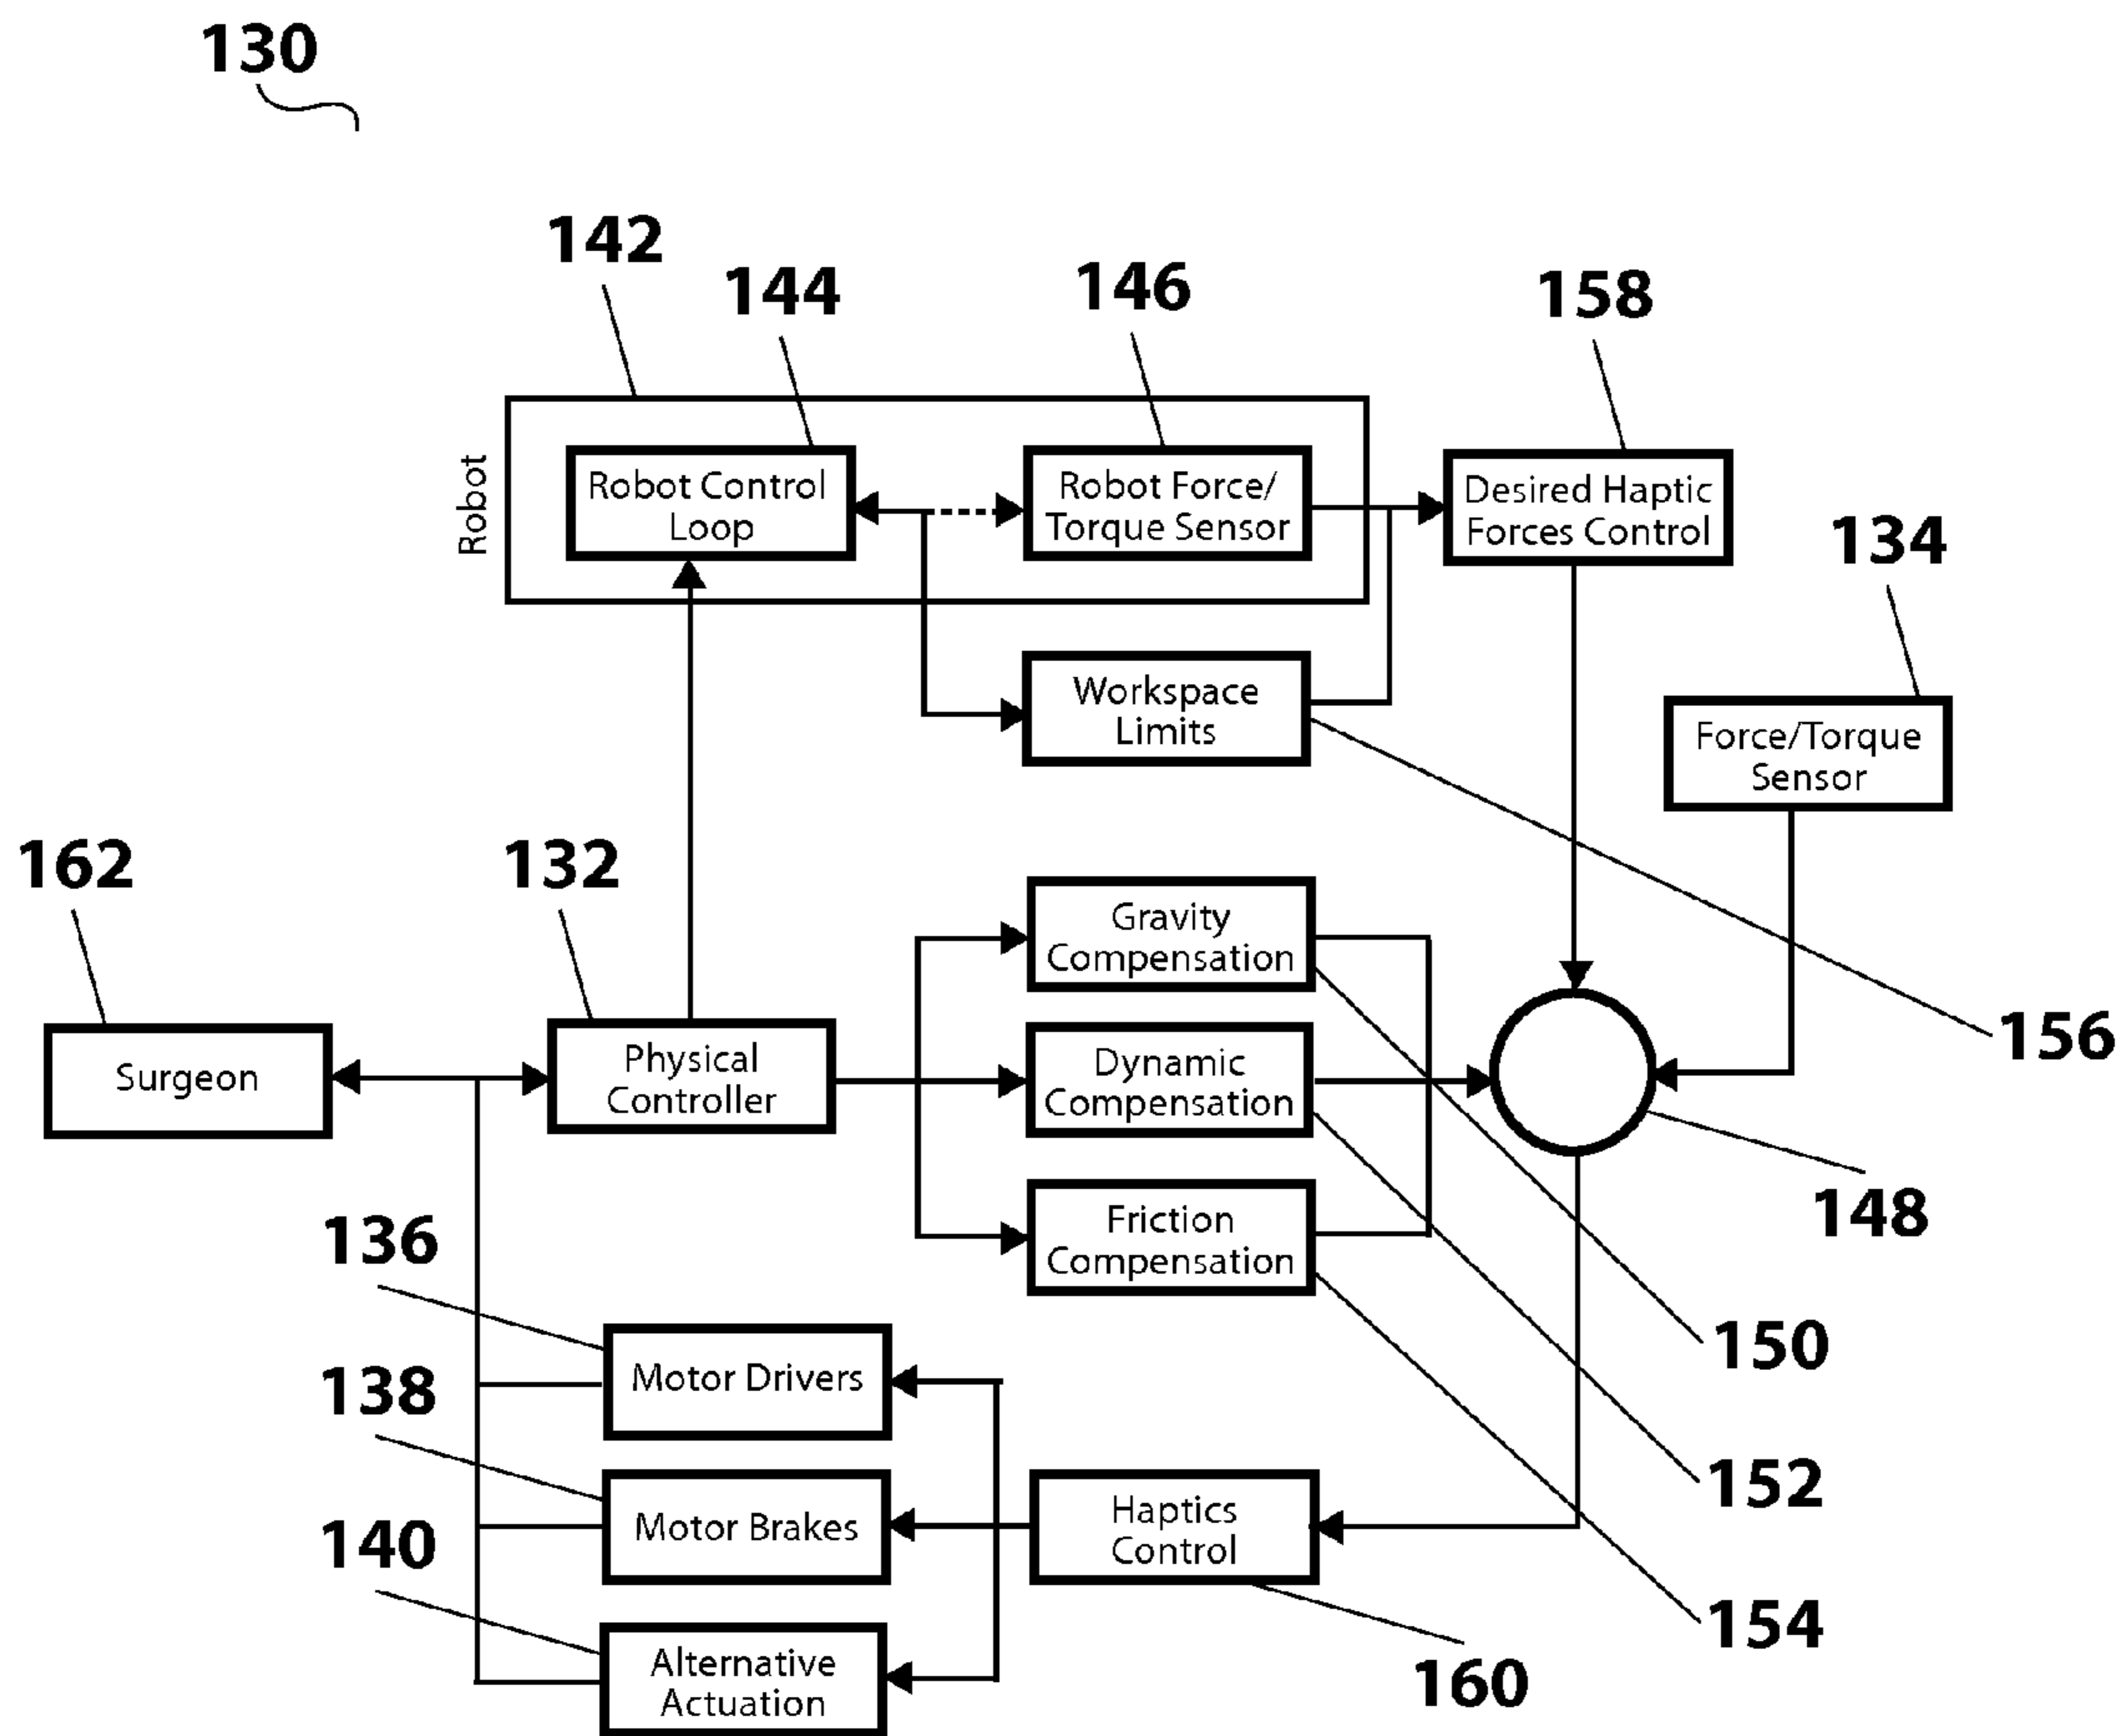 130
142
144
146
158
134
Robot
Robot Control
Loop
Robot Force/
Torque Sensor
Desired Haptic
Forces Control
Workspace
Limits
Force/Torque
Sensor
162
132
Surgeon
Physical
Controller
Gravity
Compensation
Dynamic
Compensation
Friction
Compensation
156
148
136
138
140
Motor Drivers
Motor Brakes
Alternative
Actuation
Haptics
Control
150
152
154
160